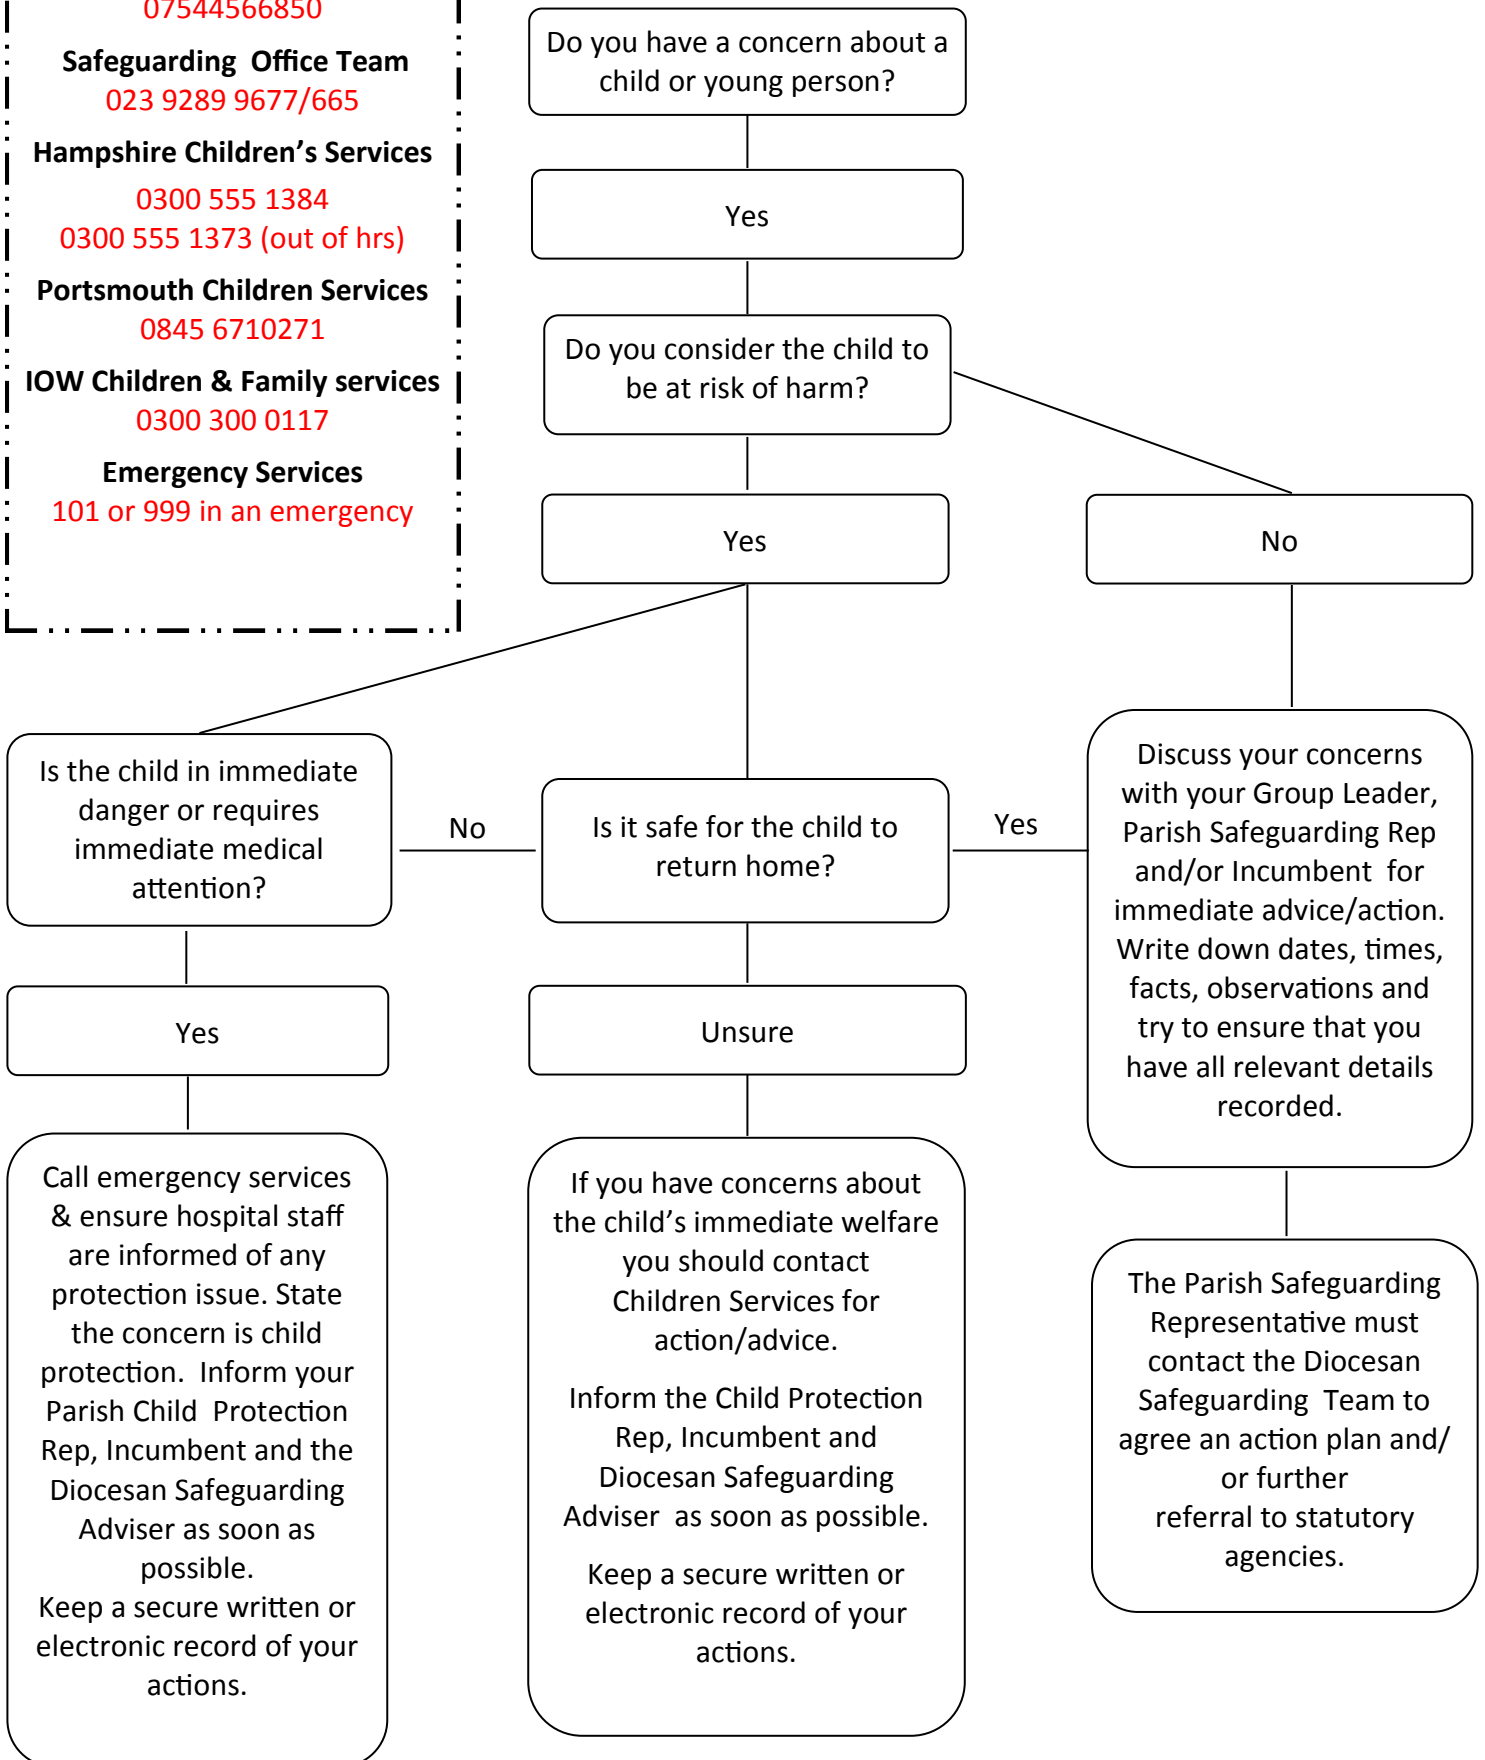 07544566850
Safeguarding Office Team
023 9289 9677/665
Hampshire Children's Services
0300 555 1384
0300 555 1373 (out of hrs)
Portsmouth Children Services
0845 6710271
IOW Children & Family services
0300 300 0117
Emergency Services
101 or 999 in an emergency
Do you have a concern about a
child or young person?
Yes
Do you consider the child to
be at risk of harm?
Yes
No
Is the child in immediate
danger or requires
immediate medical
attention?
No
Is it safe for the child to
return home?
Yes
Discuss your concerns
with your Group Leader,
Parish Safeguarding Rep
and/or Incumbent for
immediate advice/action.
Write down dates, times,
facts, observations and
try to ensure that you
have all relevant details
recorded.
Yes
Unsure
Call emergency services
& ensure hospital staff
are informed of any
protection issue. State
the concern is child
protection. Inform your
Parish Child Protection
Rep, Incumbent and the
Diocesan Safeguarding
Adviser as soon as
possible.
Keep a secure written or
electronic record of your
actions.
If you have concerns about
the child's immediate welfare
you should contact
Children Services for
action/advice.
Inform the Child Protection
Rep, Incumbent and
Diocesan Safeguarding
Adviser as soon as possible.
Keep a secure written or
electronic record of your
actions.
The Parish Safeguarding
Representative must
contact the Diocesan
Safeguarding Team to
agree an action plan and/
or further
referral to statutory
agencies.